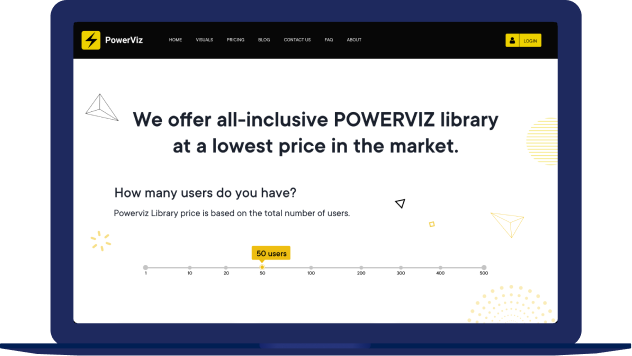 PowerViz
HOME VISUALS PRICING BLOG CONTACT US FAQ ABOUT
LOGIN
We offer all-inclusive POWERVIZ library
at a lowest price in the market.
How many users do you have?
Powerviz Library price is based on the total number of users.
50 users
1 10 20 50 100 200 300 400 500